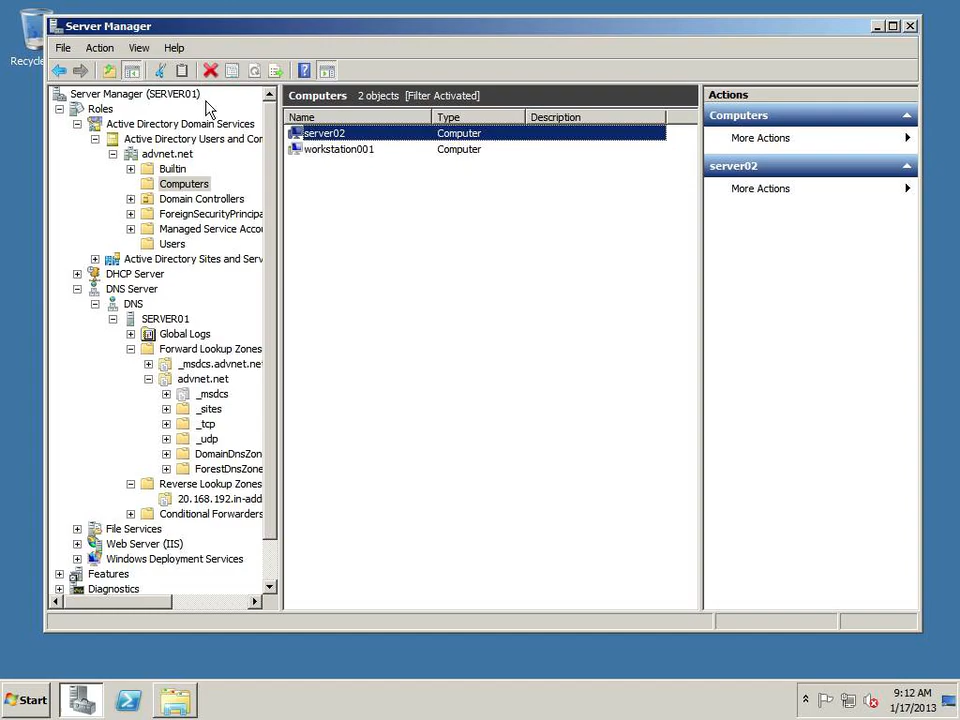 Recycle
Server Manager
File Action View Help
Server Manager (SERVER01)
Roles
Active Directory Domain Services
Active Directory Users and Con
advnet.net
Builtin
Computers
Domain Controllers
ForeignSecurityPrincipa
Managed Service Acco
Users
Active Directory Sites and Serv
DHCP Server
DNS Server
DNS
SERVER01
Global Logs
Forward Lookup Zones
_msdcs.advnet.ne
advnet.net
_msdcs
_sites
_tcp
_udp
DomainDnsZon
ForestDnsZone
Reverse Lookup Zones
20.168.192.in-add
Conditional Forwarders
File Services
Web Server (IIS)
Windows Deployment Services
Features
Diagnostics
Computers 2 objects [Filter Activated]
Name Type Description
server02 Computer
workstation001 Computer
Actions
Computers
More Actions
server02
More Actions
Start
9:12 AM
1/17/2013